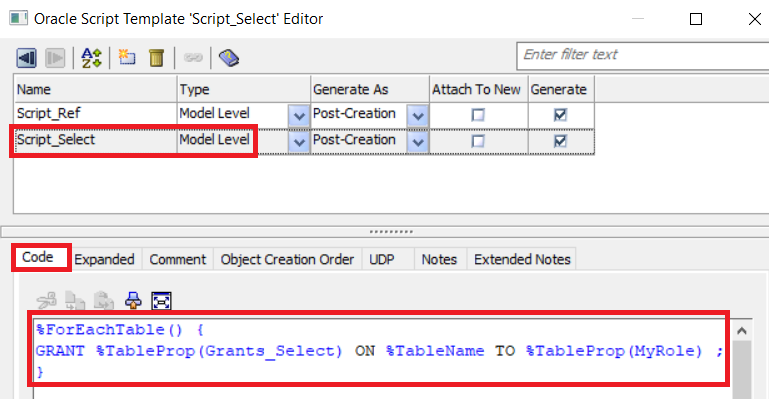 Oracle Script Template 'Script_Select' Editor
A Z
Enter filter text
Name Type Generate As Attach To New Generate
Script_Ref Model Level Post-Creation
Script_Select Model Level Post-Creation
Code Expanded Comment Object Creation Order UDP Notes Extended Notes
%ForEachTable() {
GRANT %TableProp(Grants_Select) ON %TableName TO %TableProp(MyRole) ;
}